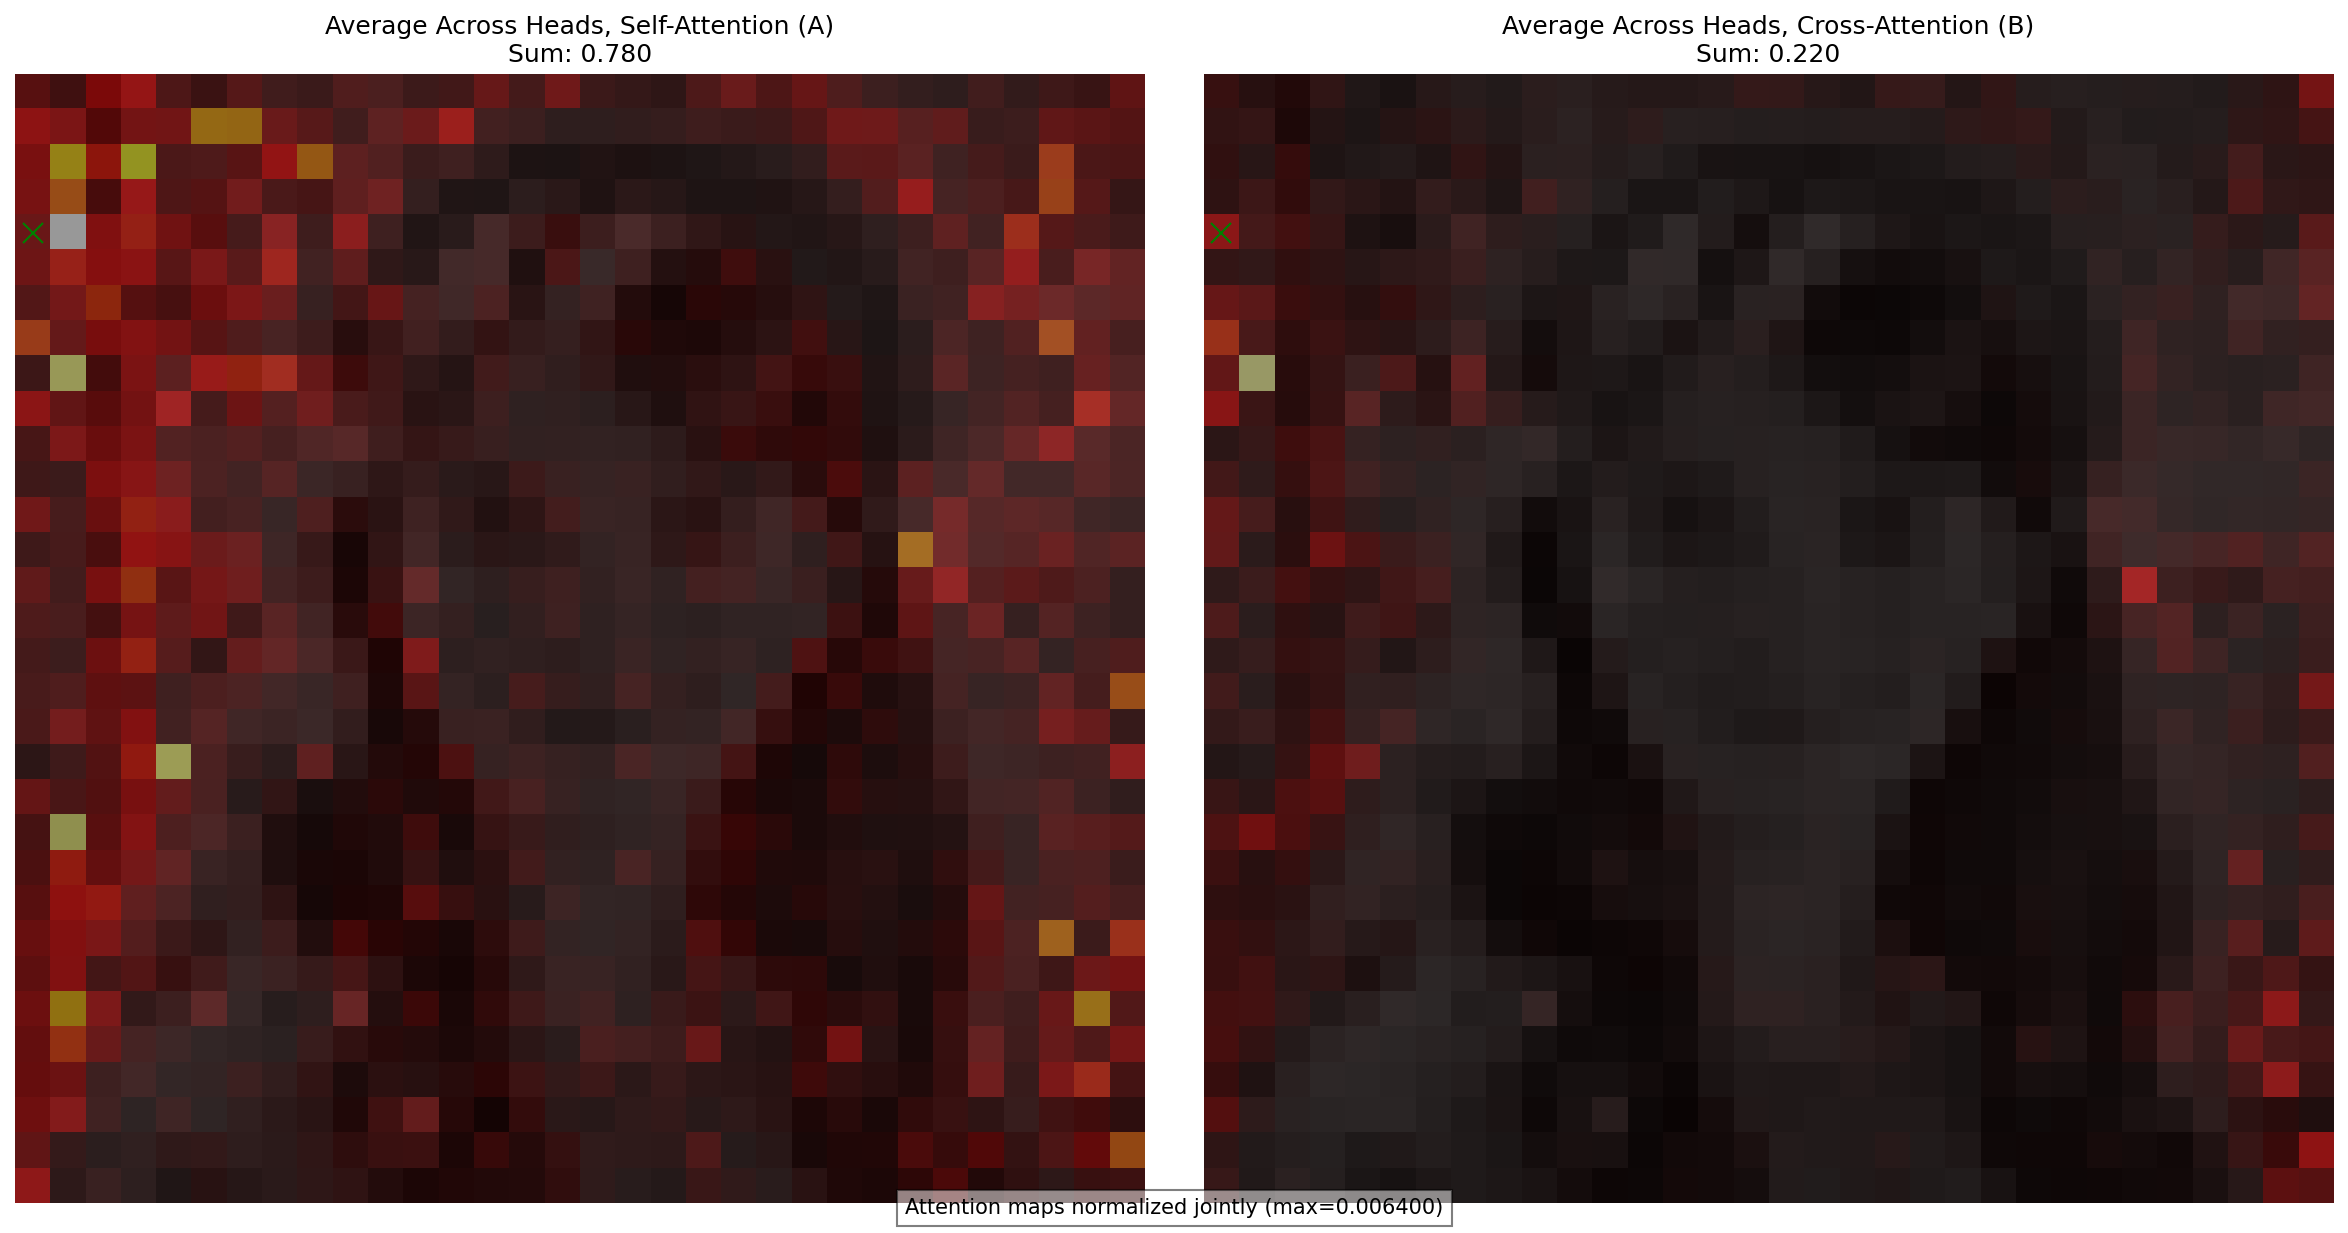 Average Across Heads, Self-Attention (A)
Sum: 0.780
Average Across Heads, Cross-Attention (B)
Sum: 0.220
Attention maps normalized jointly (max=0.006400)